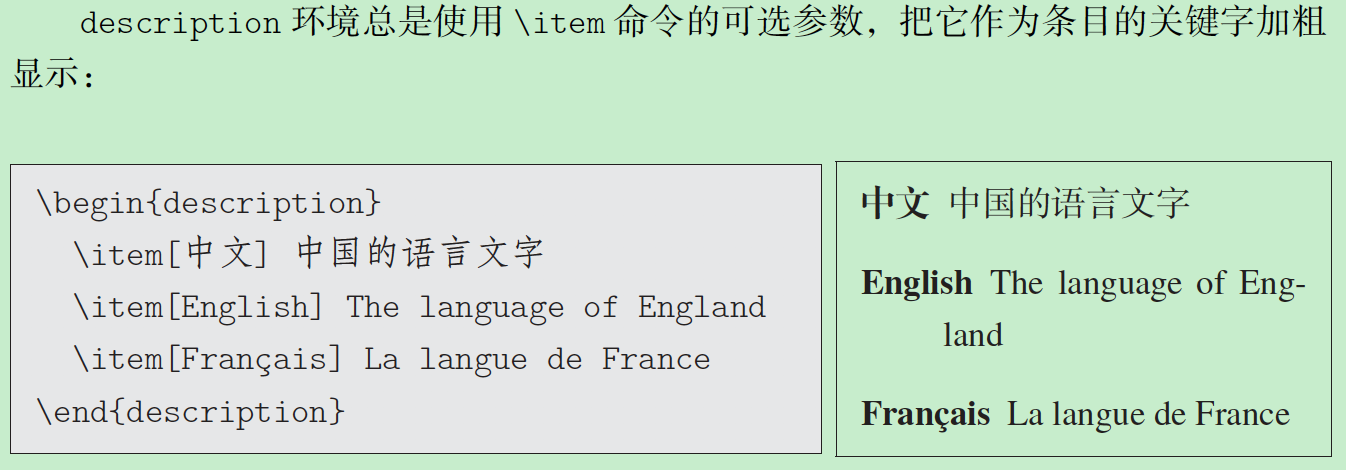 description 环境总是使用 \item 命令的可选参数，把它作为条目的关键字加粗
显示：
\begin{description}
\item[中文] 中国的语言文字
\item[English] The language of England
\item[Français] La langue de France
\end{description}
中文 中国的语言文字
English The language of Eng-
land
Français La langue de France